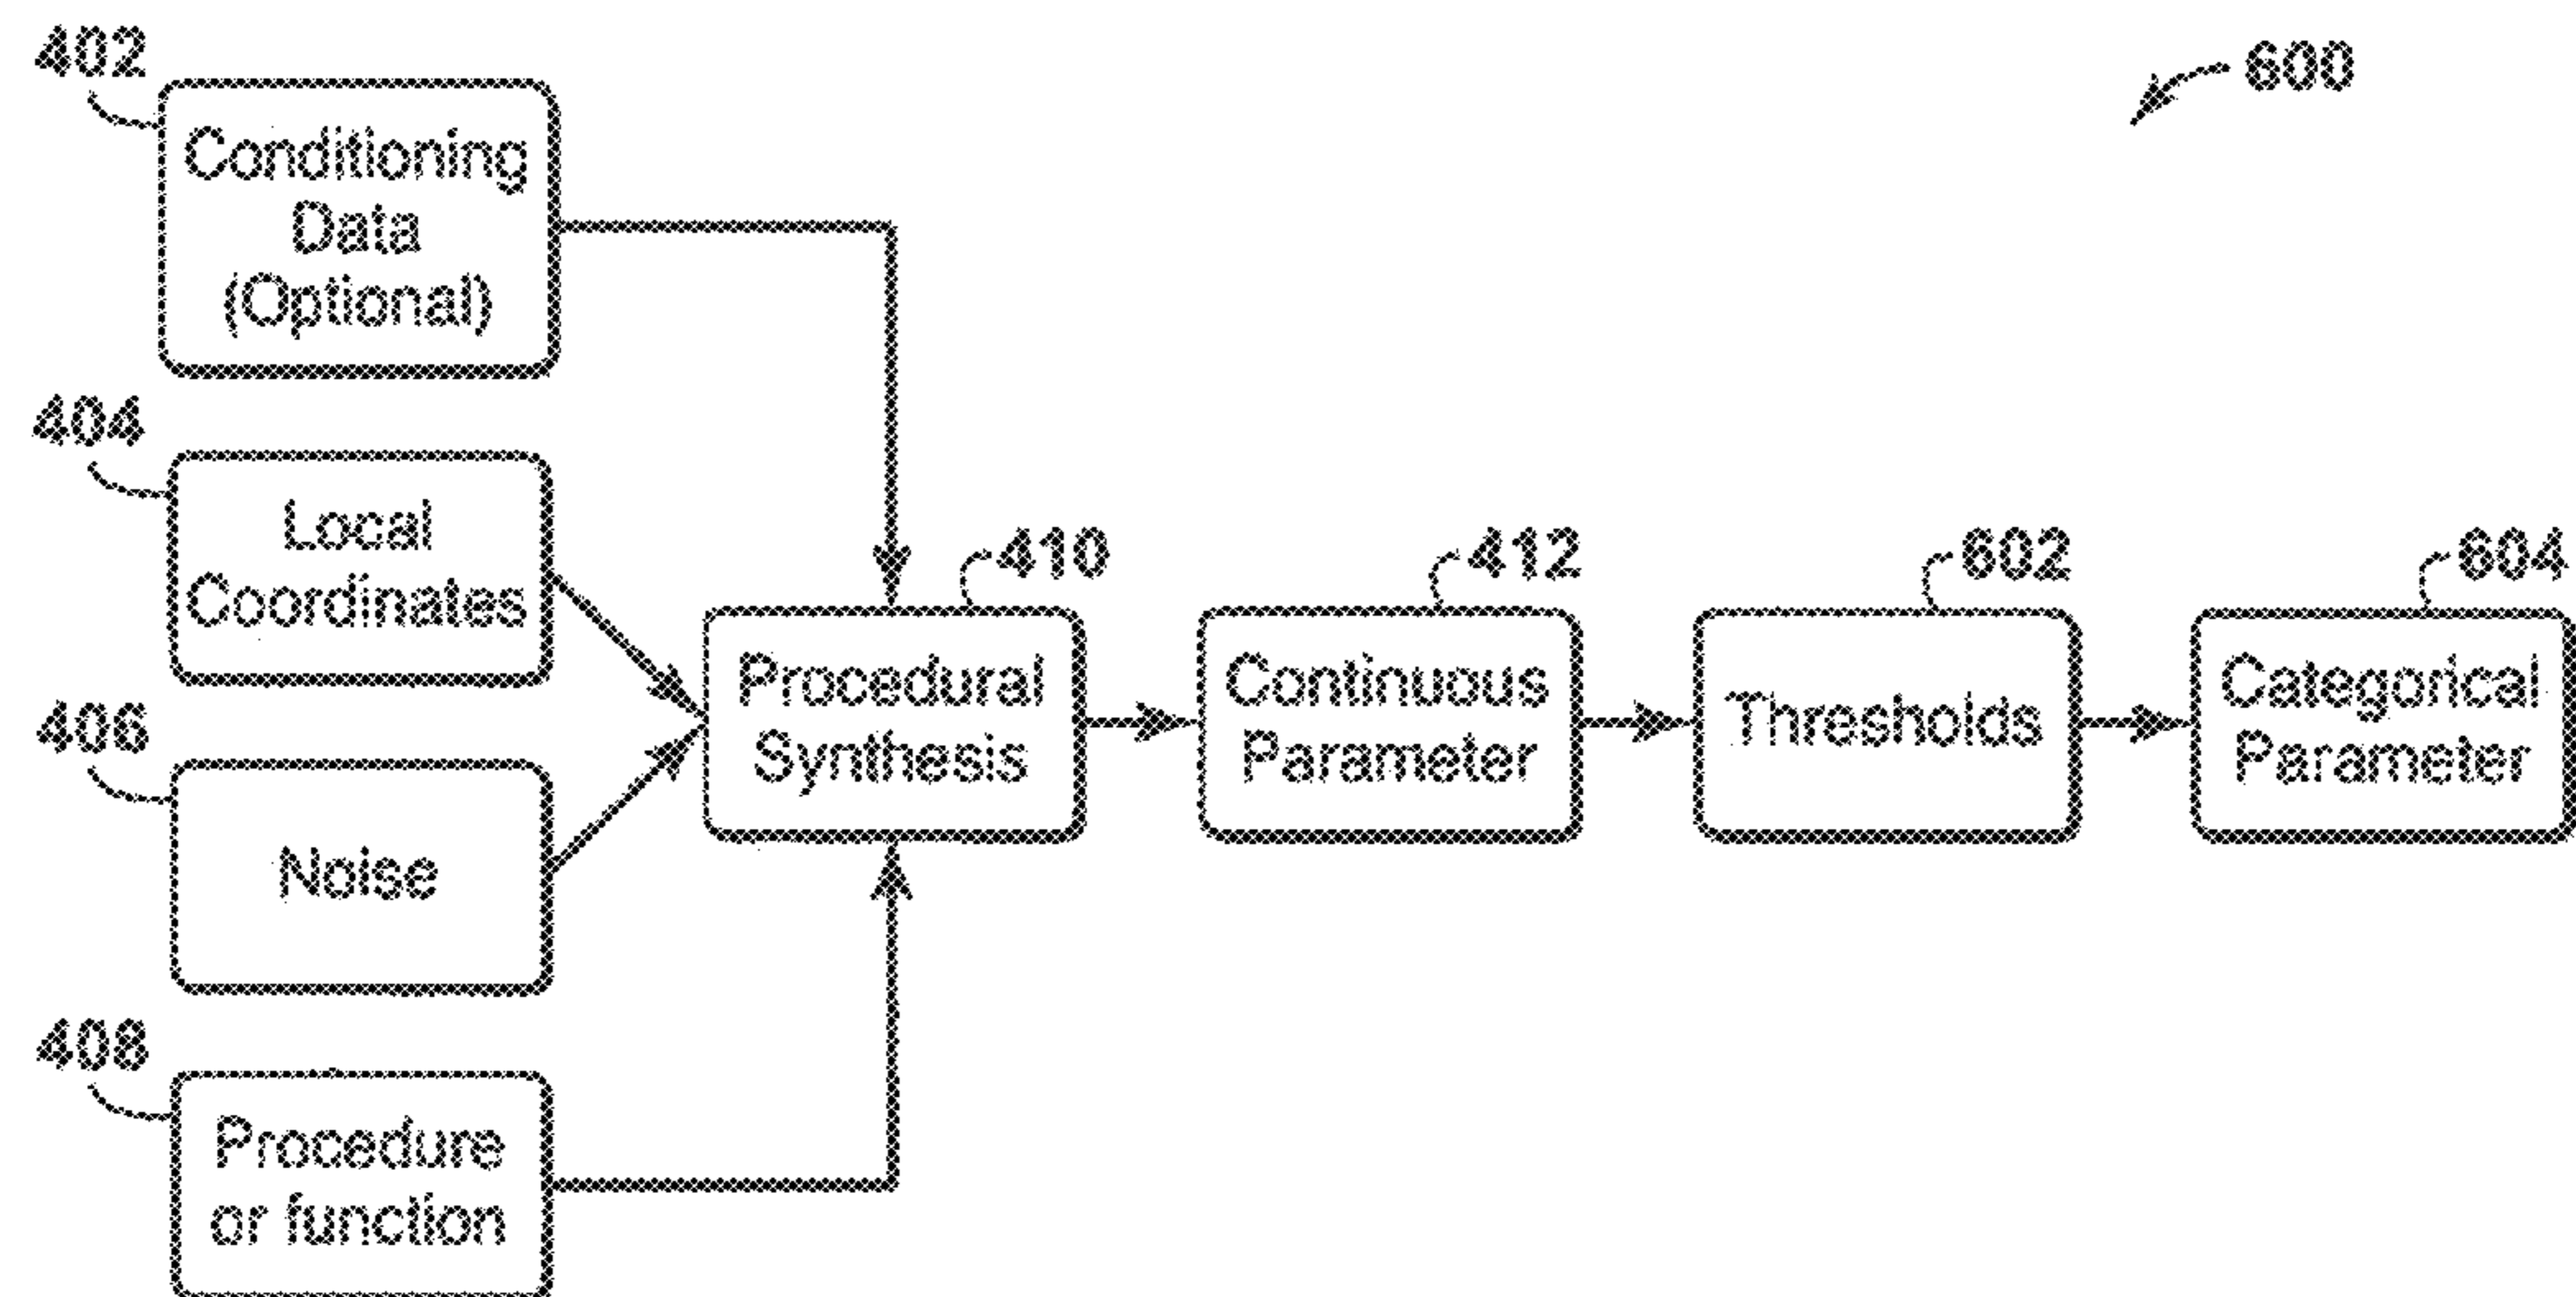 402
600
Conditioning
Data
(Optional)
404
Local
Coordinates
410
412
602
604
Procedural
Synthesis
Continuous
Parameter
Thresholds
Categorical
Parameter
406
Noise
408
Procedure
or function